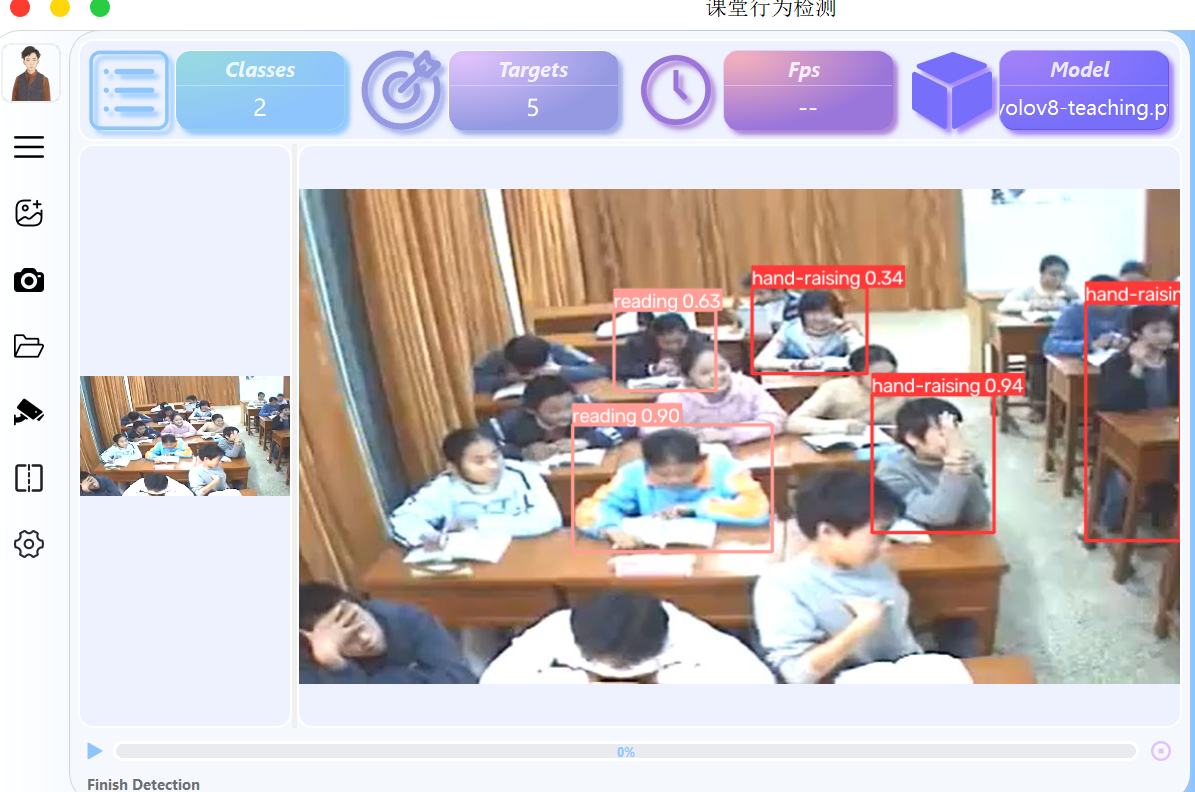 课堂行为检测
Classes
2
Targets
5
Fps
--
Model
yolov8-teaching.p
hand-raising 0.34
reading 0.63
hand-raisin
hand-raising 0.94
reading 0.90
0%
Finish Detection